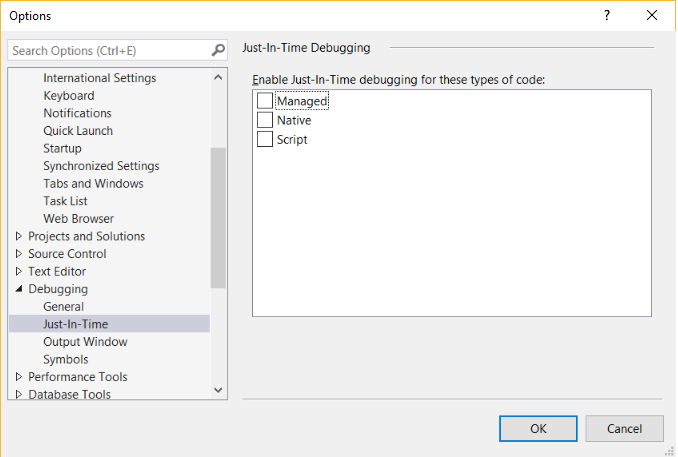 Options
?
Search Options (Ctrl+E)
International Settings
Keyboard
Notifications
Quick Launch
Startup
Synchronized Settings
Tabs and Windows
Task List
Web Browser
Projects and Solutions
Source Control
Text Editor
Debugging
General
Just-In-Time
Output Window
Symbols
Performance Tools
Database Tools
Just-In-Time Debugging
Enable Just-In-Time debugging for these types of code:
Managed
Native
Script
OK
Cancel